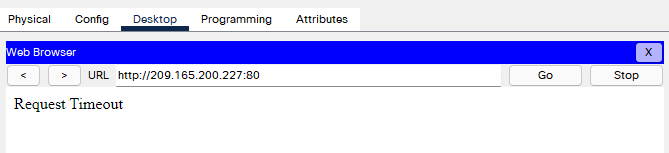 Physical Config Desktop Programming Attributes
Web Browser X
< > URL http://209.165.200.227:80 Go Stop
Request Timeout